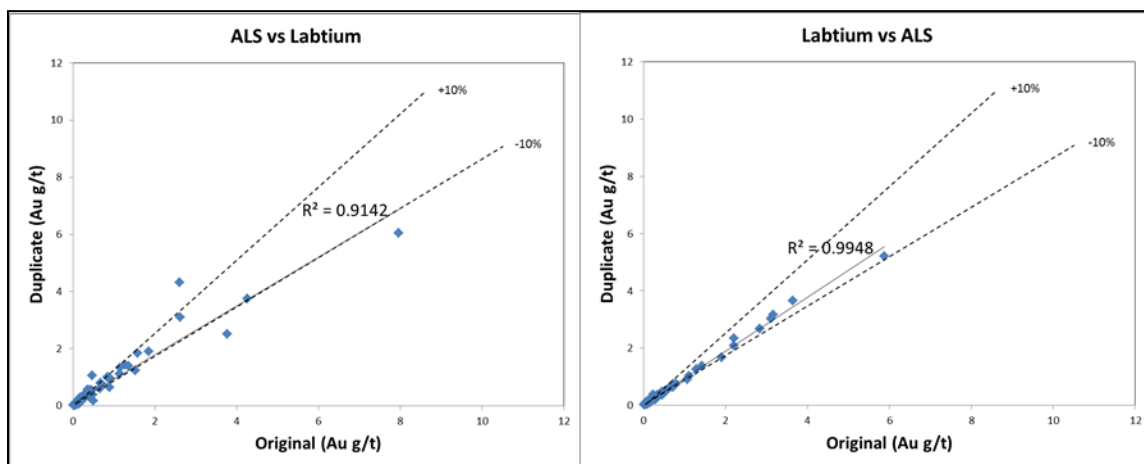 ALS vs Labtium
12
10
8
6
4
2
0
Duplicate (Au g/t)
+10%
-10%
R² = 0.9142
0 2 4 6 8 10 12
Original (Au g/t)
Labtium vs ALS
12
10
8
6
4
2
0
Duplicate (Au g/t)
+10%
-10%
R² = 0.9948
0 2 4 6 8 10 12
Original (Au g/t)